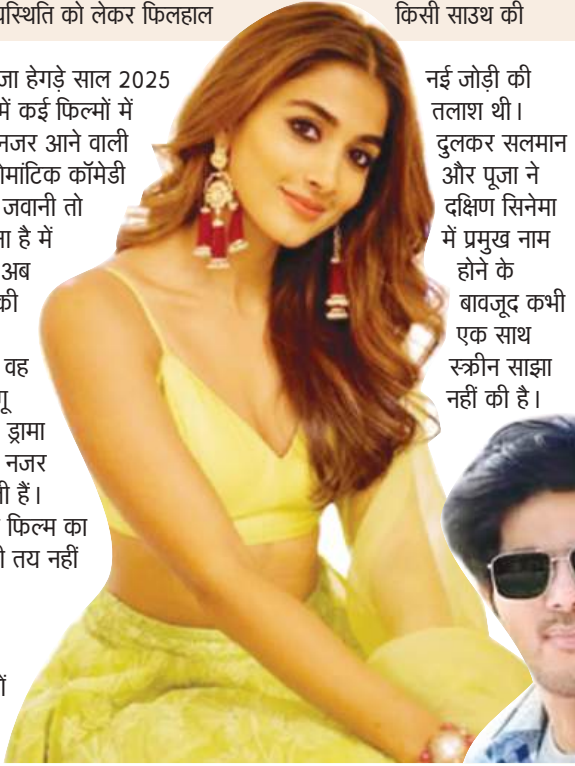 स्थिति को लेकर फिलहाल
जा हेगड़े साल 2025
में कई फिल्मों में
नजर आने वाली
मांटिक कॉमेडी
जवानी तो
ना है में
अब
की
वह
गू
ड्रामा
नजर
ती हैं।
फिल्म का
ी तय नहीं
ों
किसी साउथ की
नई जोड़ी की
तलाश थी।
दुलकर सलमान
और पूजा ने
दक्षिण सिनेमा
में प्रमुख नाम
होने के
बावजूद कभी
एक साथ
स्क्रीन साझा
नहीं की है।